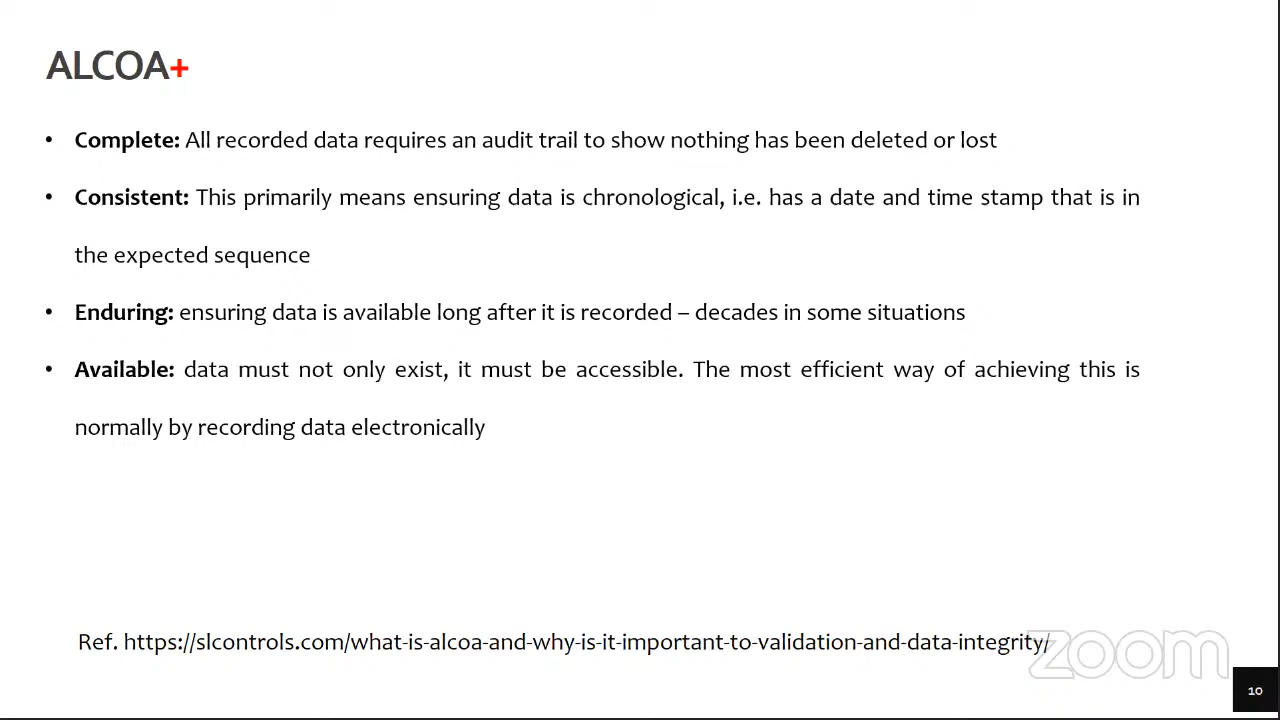 ALCOA+
• Complete: All recorded data requires an audit trail to show nothing has been deleted or lost
• Consistent: This primarily means ensuring data is chronological, i.e. has a date and time stamp that is in
the expected sequence
• Enduring: ensuring data is available long after it is recorded – decades in some situations
• Available: data must not only exist, it must be accessible. The most efficient way of achieving this is
normally by recording data electronically
Ref. https://slcontrols.com/what-is-alcoa-and-why-is-it-important-to-validation-and-data-integrity/
zoom
10